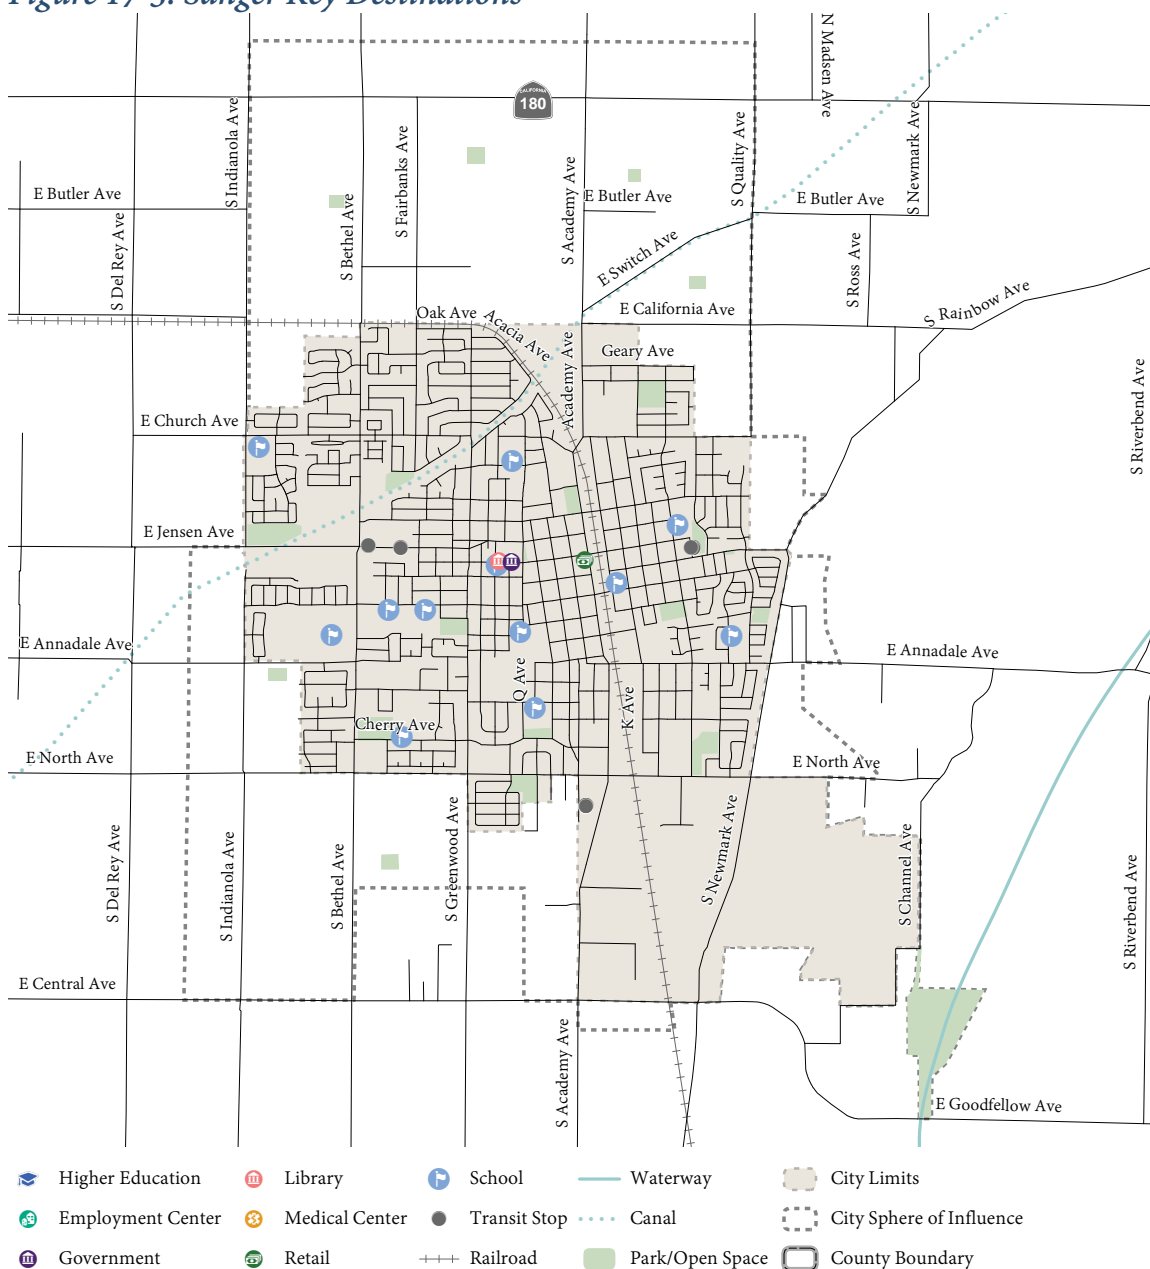 Figure 17-3: Sanger Key Destinations
N Madsen Ave
CALIFORNIA
180
S Indianola Ave
S Fairbanks Ave
S Academy Ave
S Quality Ave
S Newmark Ave
E Butler Ave
E Butler Ave
E Butler Ave
S Del Rey Ave
S Bethel Ave
E Switch Ave
S Ross Ave
S Rainbow Ave
Oak Ave
Acacia Ave
E California Ave
Academy Ave
Geary Ave
S Riverbend Ave
E Church Ave
E Jensen Ave
E Annadale Ave
E Annadale Ave
Q Ave
K Ave
Cherry Ave
E North Ave
E North Ave
S Del Rey Ave
S Indianola Ave
S Bethel Ave
S Greenwood Ave
S Newmark Ave
S Channel Ave
S Riverbend Ave
E Central Ave
S Academy Ave
E Goodfellow Ave
Higher Education
Library
School
Waterway
City Limits
Employment Center
Medical Center
Transit Stop
Canal
City Sphere of Influence
Government
Retail
Railroad
Park/Open Space
County Boundary